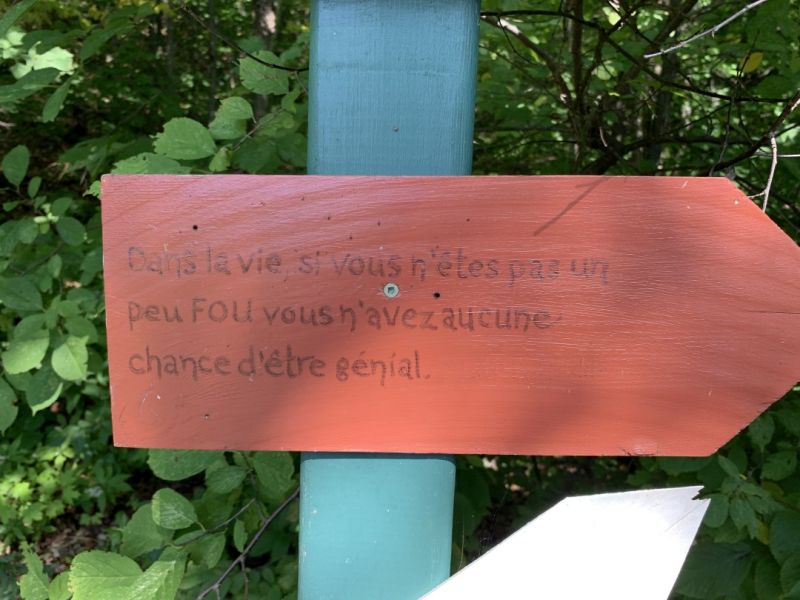 Dans la vie, si vous n'êtes pas un
peu FOU vous n'avez aucune
chance d'être génial.